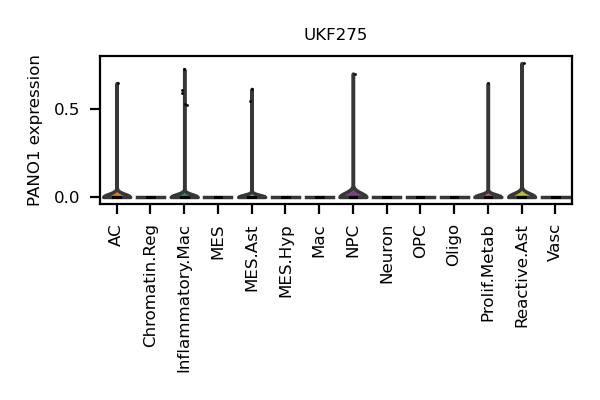 UKF275
PANO1 expression
0.5
0.0
AC
Chromatin.Reg
Inflammatory.Mac
MES
MES.Ast
MES.Hyp
Mac
NPC
Neuron
OPC
Oligo
Prolif.Metab
Reactive.Ast
Vasc